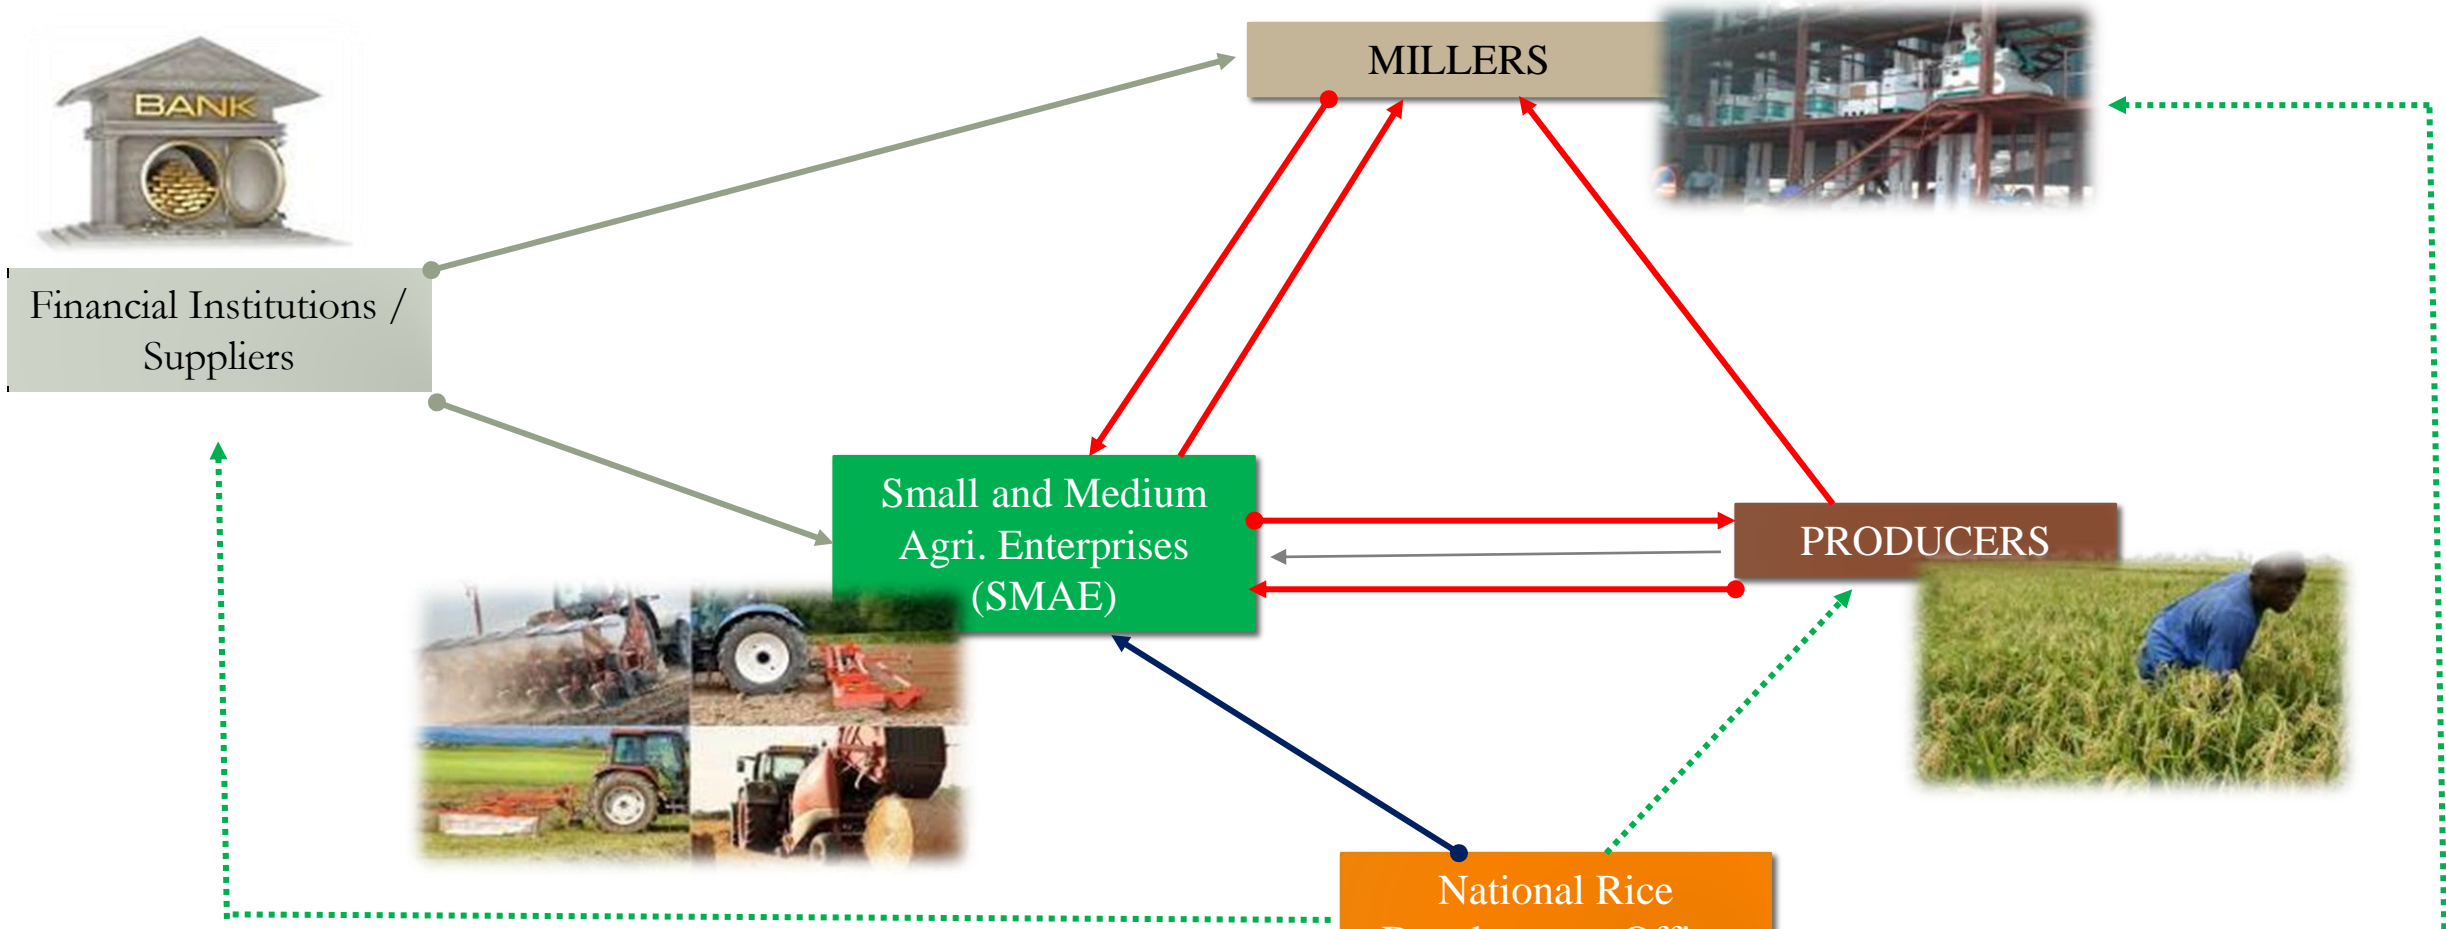 BANK
MILLERS
Financial Institutions /
Suppliers
Small and Medium
Agri. Enterprises
(SMAE)
PRODUCERS
National Rice